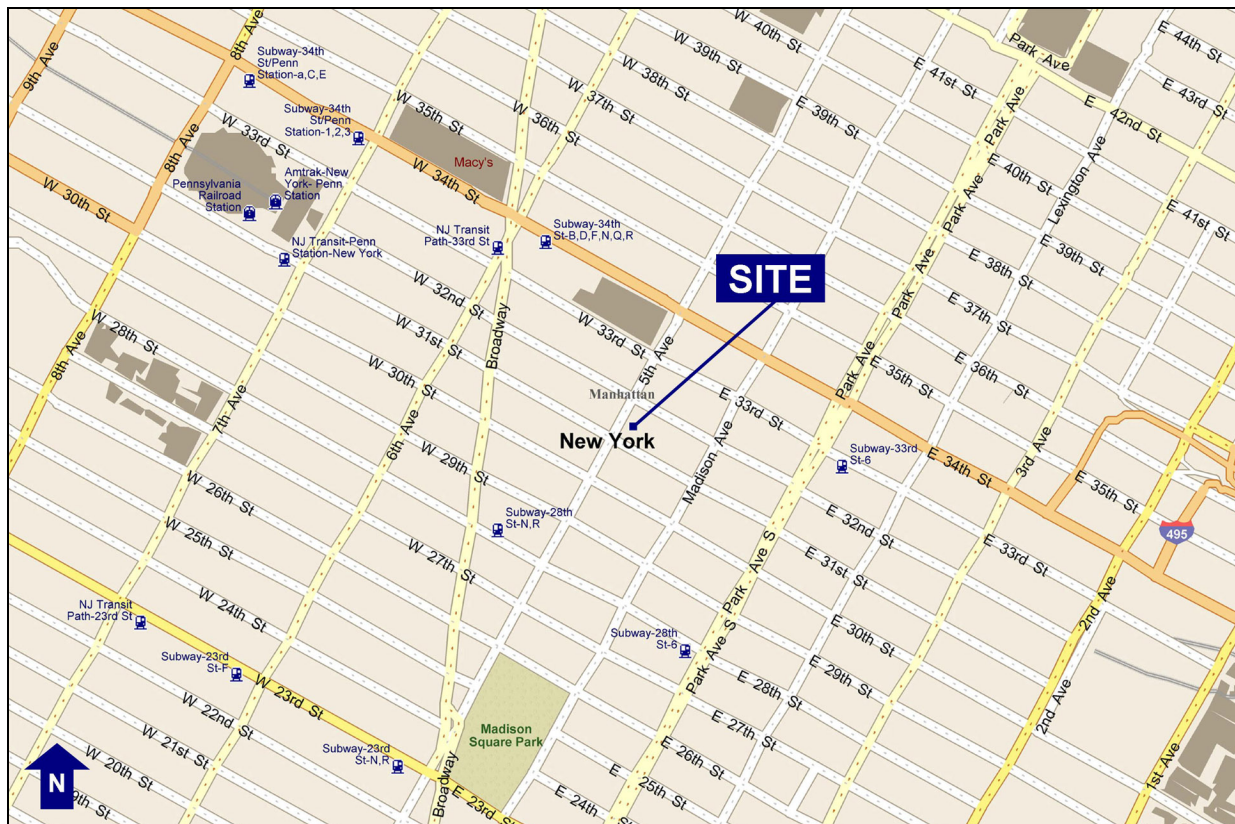 9th Ave
8th Ave
Subway-34th
St/Penn
Station-a,C,E
Subway-34th
St/Penn
Station-1,2,3
W 35th St
W 36th St
W 37th St
W 38th St
W 39th St
W 40th St
E 39th St
E 41st St
Park Ave
E 44th St
E 43rd St
E 42nd St
Park Ave
8th Ave
W 33rd St
Macy's
W 34th St
W 30th St
Pennsylvania
Railroad
Station
Amtrak-New
York- Penn
Station
NJ Transit-Penn
Station-New York
NJ Transit
Path-33rd St
Subway-34th
St-B,D,F,N,Q,R
SITE
Park Ave
Park Ave
E 40th St
Lexington Ave
E 41st St
E 39th St
E 38th St
E 37th St
E 36th St
E 35th St
Park Ave
W 28th St
8th Ave
7th Ave
W 32nd St
W 31st St
W 30th St
6th Ave
Broadway
W 33rd St
5th Ave
Manhattan
New York
E 33rd St
Madison Ave
Subway-33rd
St-6
E 34th St
3rd Ave
E 35th St
495
W 29th St
W 26th St
W 25th St
W 24th St
W 27th St
Subway-28th
St-N,R
E 32nd St
E 31st St
E 33rd St
E 30th St
E 29th St
2nd Ave
NJ Transit
Path-23rd St
Subway-23rd
St-F
W 23rd St
Subway-28th
St-6
Park Ave S
Park Ave S
E 28th St
E 27th St
E 26th St
E 25th St
E 24th St
2nd Ave
1st Ave
W 22nd St
W 21st St
W 20th St
9th St
Subway-23rd
St-N,R
Broadway
Madison
Square Park
E 23rd St
N